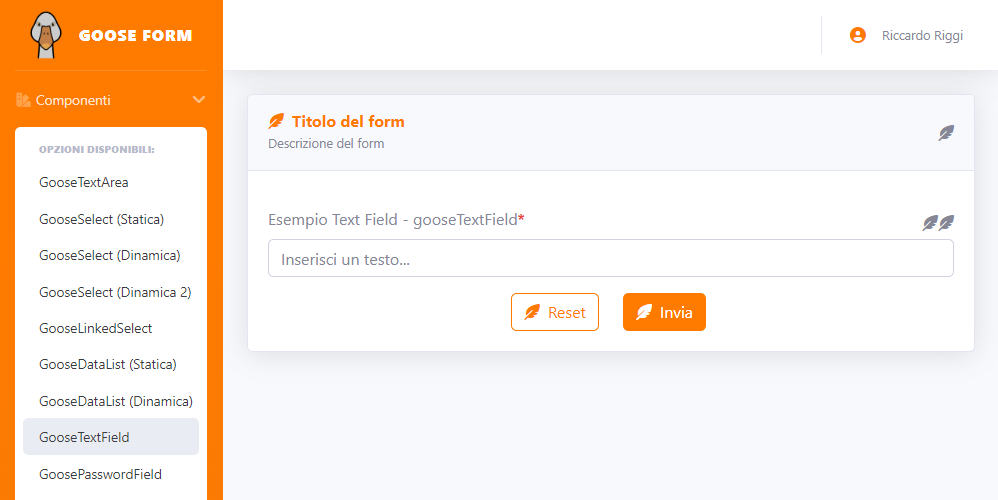 GOOSE FORM
Riccardo Riggi
Componenti
OPZIONI DISPONIBILI:
GooseTextArea
GooseSelect (Statica)
GooseSelect (Dinamica)
GooseSelect (Dinamica 2)
GooseLinkedSelect
GooseDataList (Statica)
GooseDataList (Dinamica)
GooseTextField
GoosePasswordField
Titolo del form
Descrizione del form
Esempio Text Field - gooseTextField*
Inserisci un testo...
Reset
Invia